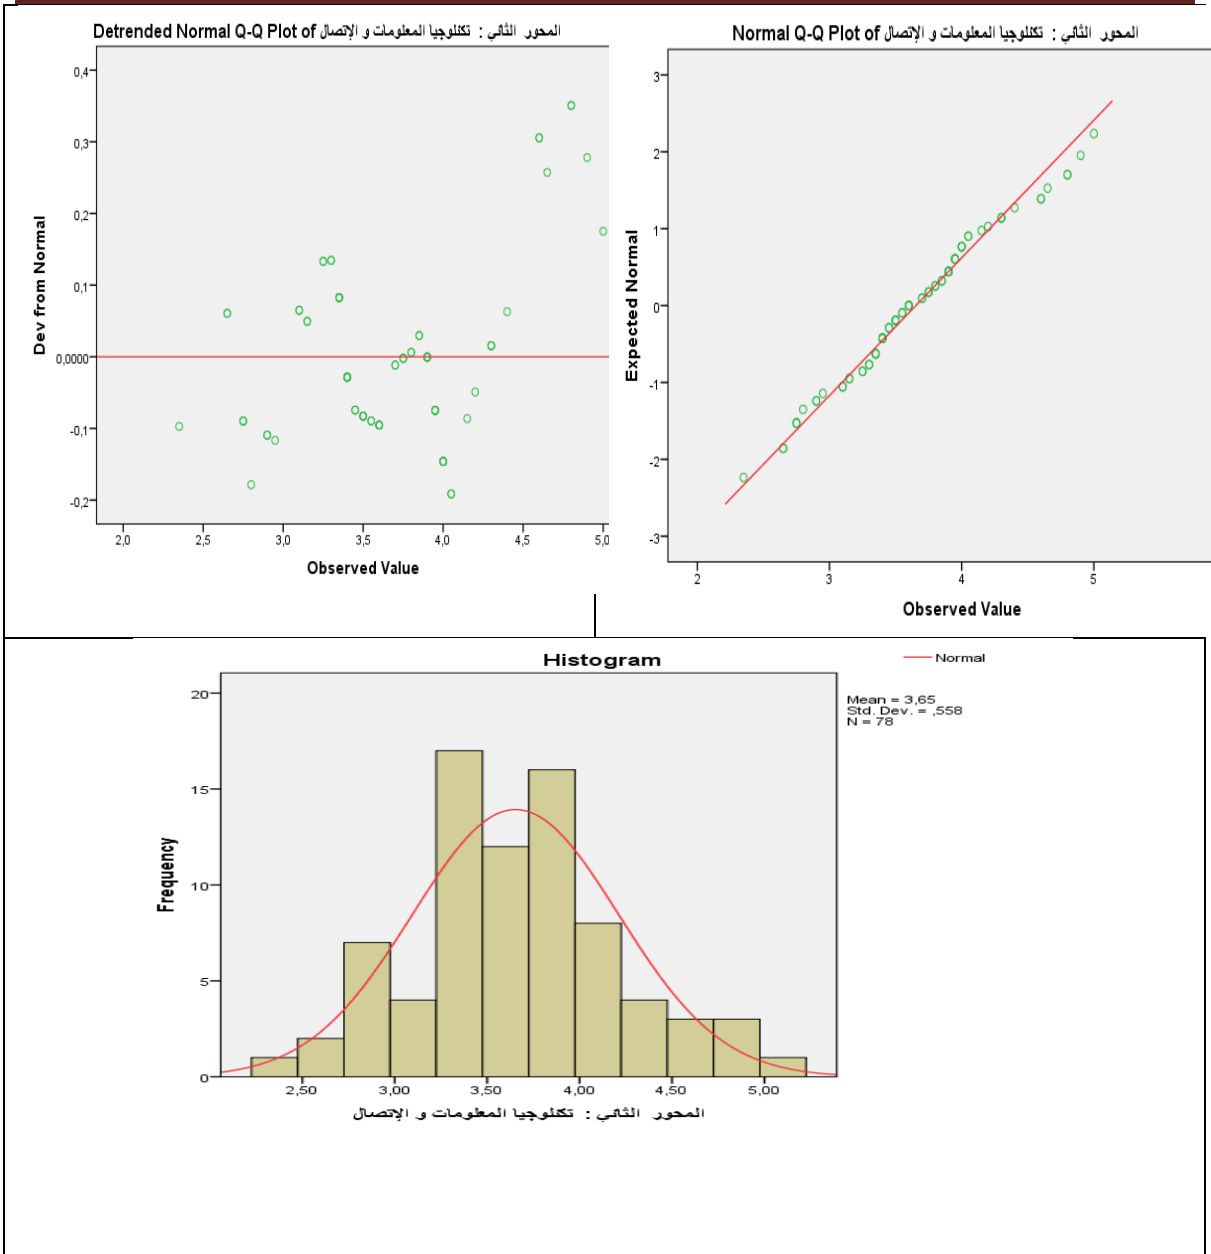 Detrended Normal Q-Q Plot of المحور الثاني : تكنلوجيا المعلومات و الإتصال
0,4
0,3
0,2
0,1
0,0000
-0,1
-0,2
Dev from Normal
2,0 2,5 3,0 3,5 4,0 4,5 5,0
Observed Value
Normal Q-Q Plot of المحور الثاني : تكنلوجيا المعلومات و الإتصال
3
2
1
0
-1
-2
-3
Expected Normal
2 3 4 5
Observed Value
Histogram
Normal
Mean = 3,65
Std. Dev. = ,558
N = 78
20
15
10
5
0
Frequency
2,50 3,00 3,50 4,00 4,50 5,00
المحور الثاني : تكنلوجيا المعلومات و الإتصال